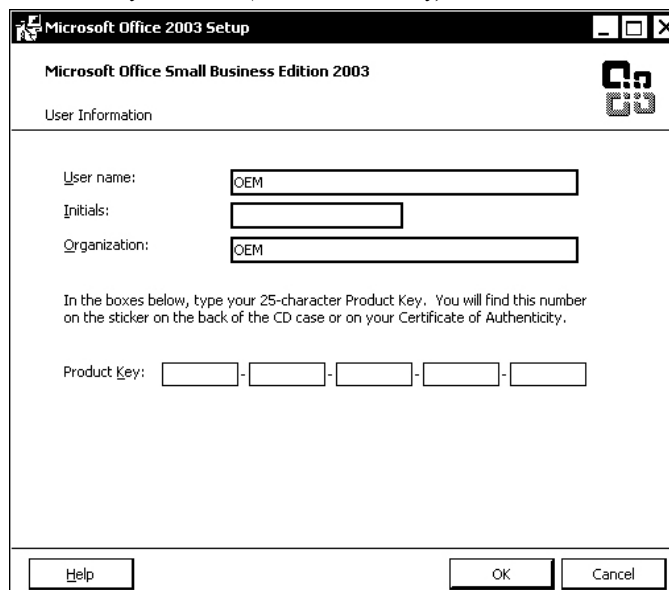 Microsoft Office 2003 Setup
Microsoft Office Small Business Edition 2003
User Information
User name:
OEM
Initials:
Organization:
OEM
In the boxes below, type your 25-character Product Key. You will find this number
on the sticker on the back of the CD case or on your Certificate of Authenticity.
Product Key: - - - -
Help OK Cancel